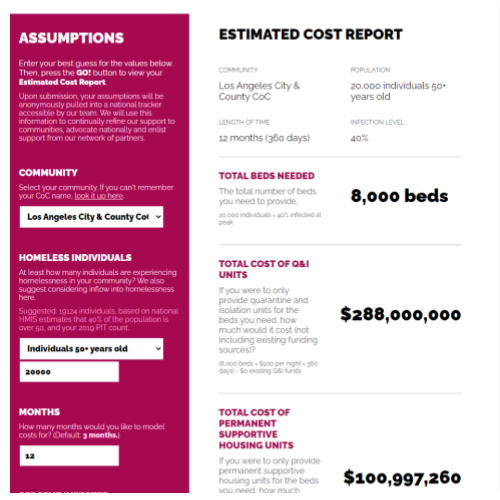 ASSUMPTIONS
Enter your best guess for the values below.
Then, press the GO! button to view your
Estimated Cost Report.
Upon submission, your assumptions will be
anonymously pulled into a national tracker
accessible by our team. We will use this
information to continually refine our support to
communities, advocate nationally and enlist
support from our network of partners.
COMMUNITY
Select your community. If you can't remember
your CoC name, look it up here.
Los Angeles City & County Co
HOMELESS INDIVIDUALS
At least how many individuals are experiencing
homelessness in your community? We also
suggest considering inflow into homelessness
here.
Suggested: 19124 individuals, based on national
HMIS estimates that 40% of the population is
over 50, and your 2019 PIT count.
Individuals 50+ years old
20000
MONTHS
How many months would you like to model
costs for? (Default: 3 months.)
12
ESTIMATED COST REPORT
COMMUNITY
Los Angeles City &
County CoC
POPULATION
20,000 individuals 50+
years old
LENGTH OF TIME
12 months (360 days)
INFECTION LEVEL:
40%
TOTAL BEDS NEEDED
The total number of beds
you need to provide.
20,000 individuals × 40% infected at
peak
8,000 beds
TOTAL COST OF Q&I
UNITS
If you were to only
provide quarantine and
isolation units for the
beds you need, how
much would it cost (not
including existing funding
sources)?
(8,000 beds × $100 per night × 360
days) - $0 existing Q&I funds
$288,000,000
TOTAL COST OF
PERMANENT
SUPPORTIVE
HOUSING UNITS
If you were to only provide
permanent supportive
housing units for the beds
you need, how much
$100,997,260